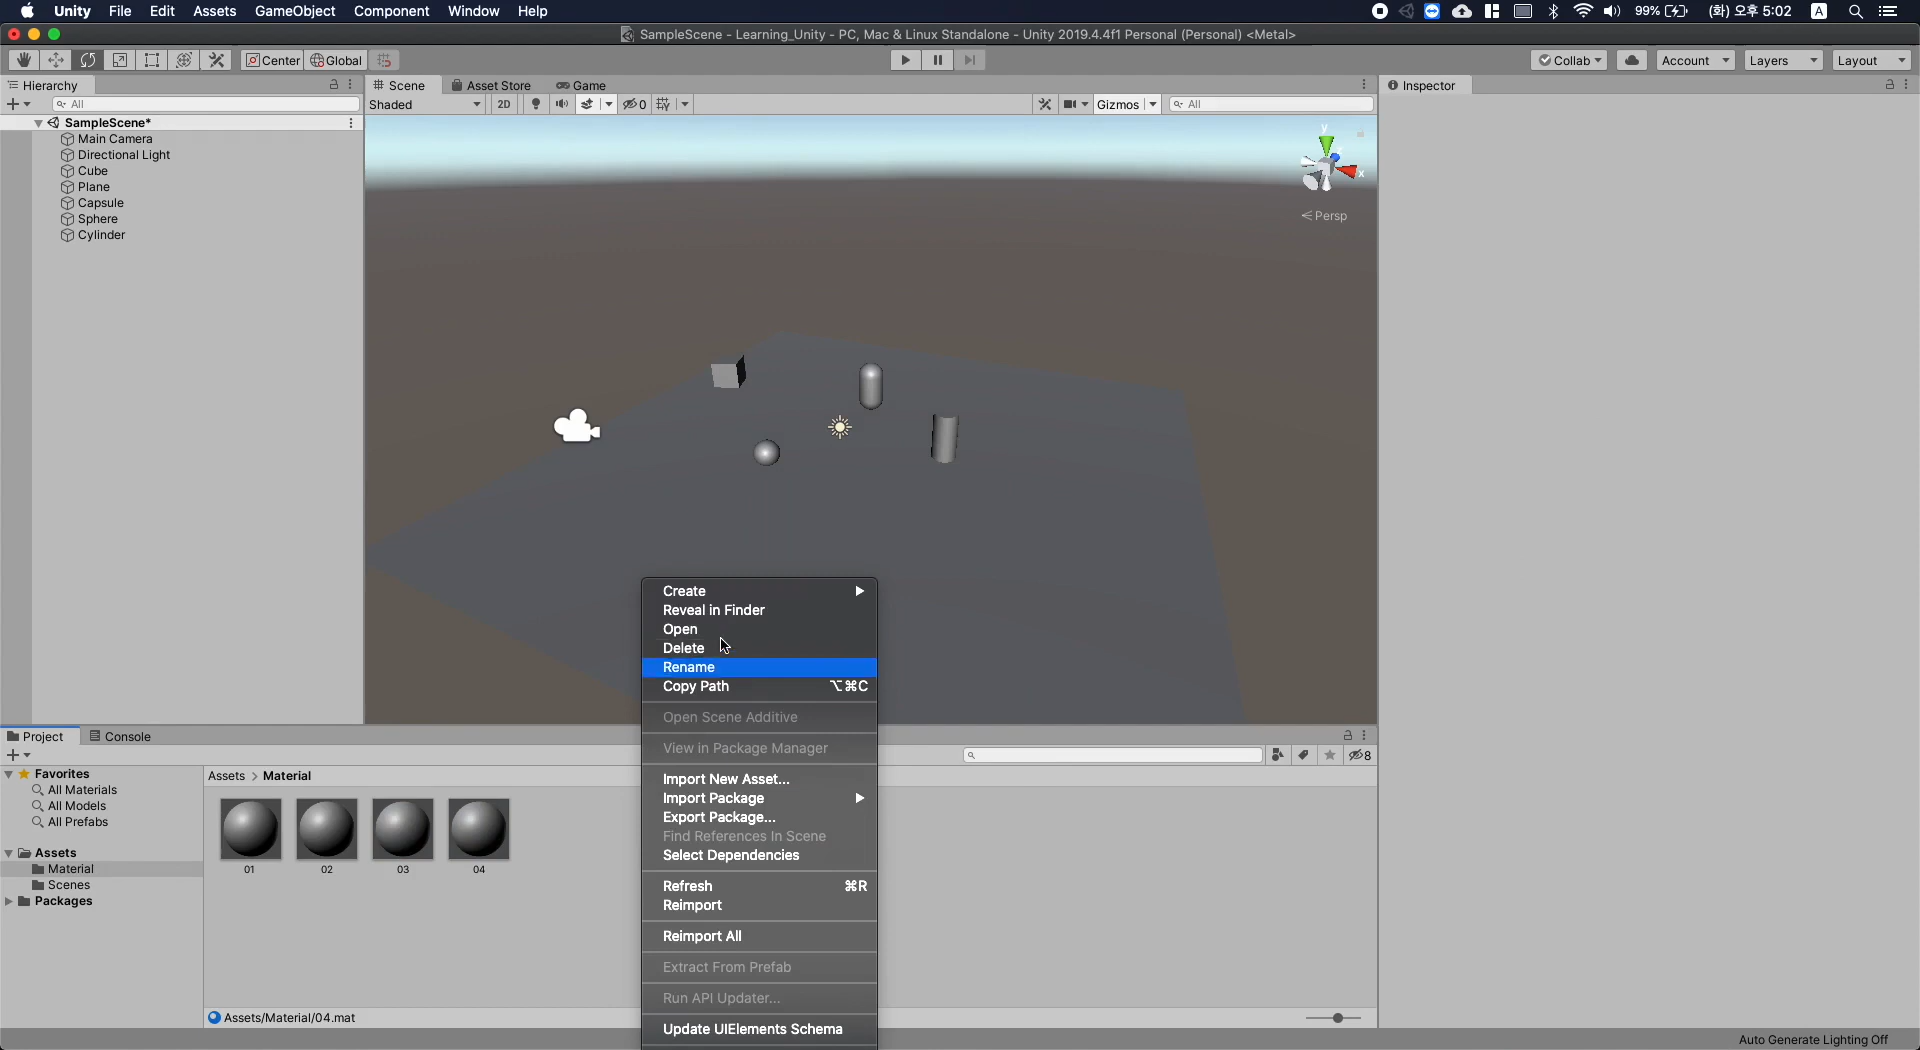 Unity File Edit Assets GameObject Component Window Help 99% (화) 오후 5:02 A
SampleScene - Learning_Unity - PC, Mac & Linux Standalone - Unity 2019.4.4f1 Personal (Personal) <Metal>
Center Global Collab Account Layers Layout
Hierarchy
All
SampleScene*
Main Camera
Directional Light
Cube
Plane
Capsule
Sphere
Cylinder
Scene Asset Store Game
Shaded 2D 0 Gizmos All
y
x
Persp
Inspector
Create
Reveal in Finder
Open
Delete
Rename
Copy Path ⌥⌘C
Open Scene Additive
View in Package Manager
Import New Asset...
Import Package
Export Package...
Find References In Scene
Select Dependencies
Refresh ⌘R
Reimport
Reimport All
Extract From Prefab
Run API Updater...
Update UIElements Schema
Project Console
8
Favorites
All Materials
All Models
All Prefabs
Assets
Material
Scenes
Packages
Assets > Material
01 02 03 04
Assets/Material/04.mat
Auto Generate Lighting Off